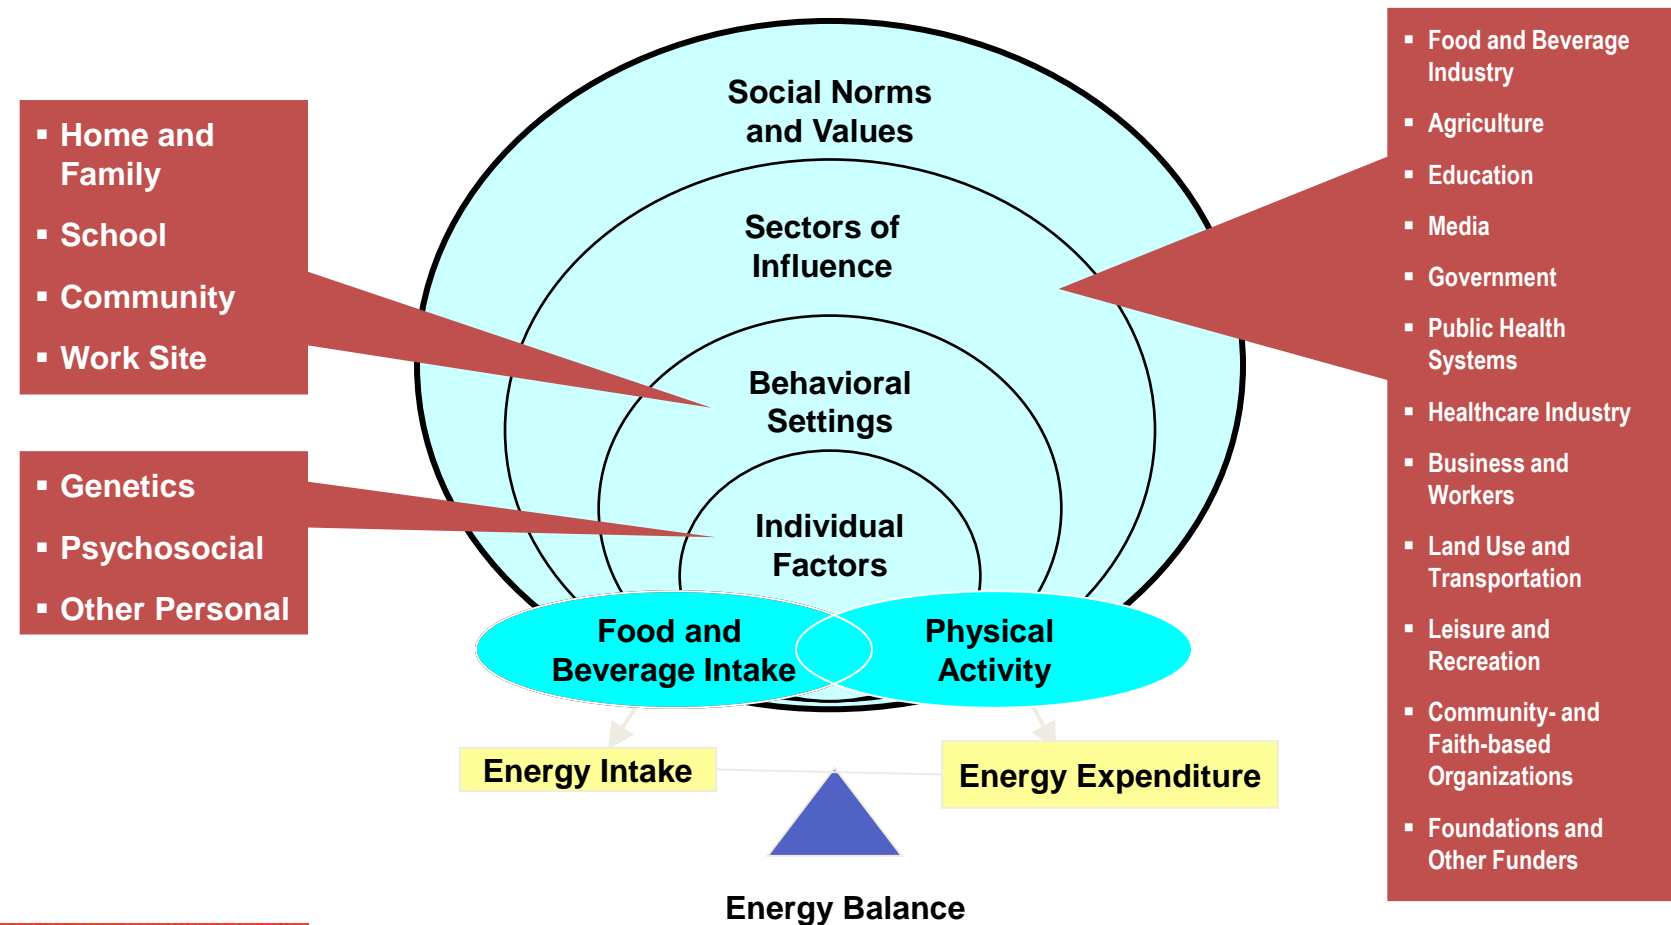 ▪ Home and
Family
▪ School
▪ Community
▪ Work Site
▪ Genetics
▪ Psychosocial
▪ Other Personal
Social Norms
and Values
Sectors of
Influence
Behavioral
Settings
Individual
Factors
Food and
Beverage Intake
Physical
Activity
Energy Intake
Energy Expenditure
Energy Balance
▪ Food and Beverage
Industry
▪ Agriculture
▪ Education
▪ Media
▪ Government
▪ Public Health
Systems
▪ Healthcare Industry
▪ Business and
Workers
▪ Land Use and
Transportation
▪ Leisure and
Recreation
▪ Community- and
Faith-based
Organizations
▪ Foundations and
Other Funders